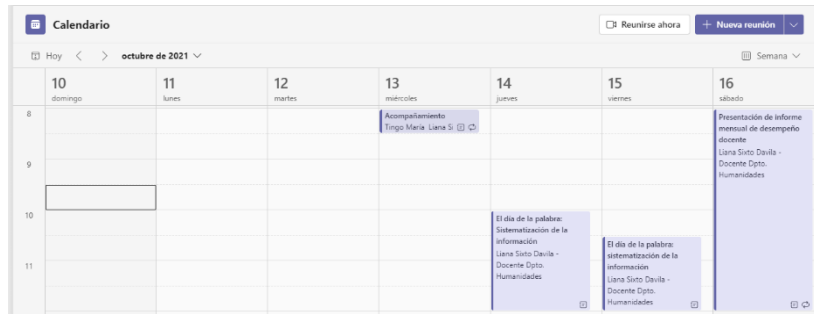 Calendario
Reunirse ahora
Nueva reunión
Hoy
octubre de 2021
Semana
10
domingo
11
lunes
12
martes
13
miércoles
14
jueves
15
viernes
16
sábado
8
9
10
11
Acompañamiento
Tingo María Liana Si
El día de la palabra:
Sistematización de la
información
Liana Sixto Davila -
Docente Dpto.
Humanidades
El día de la palabra:
sistematización de la
información
Liana Sixto Davila -
Docente Dpto.
Humanidades
Presentación de informe
mensual de desempeño
docente
Liana Sixto Davila -
Docente Dpto.
Humanidades